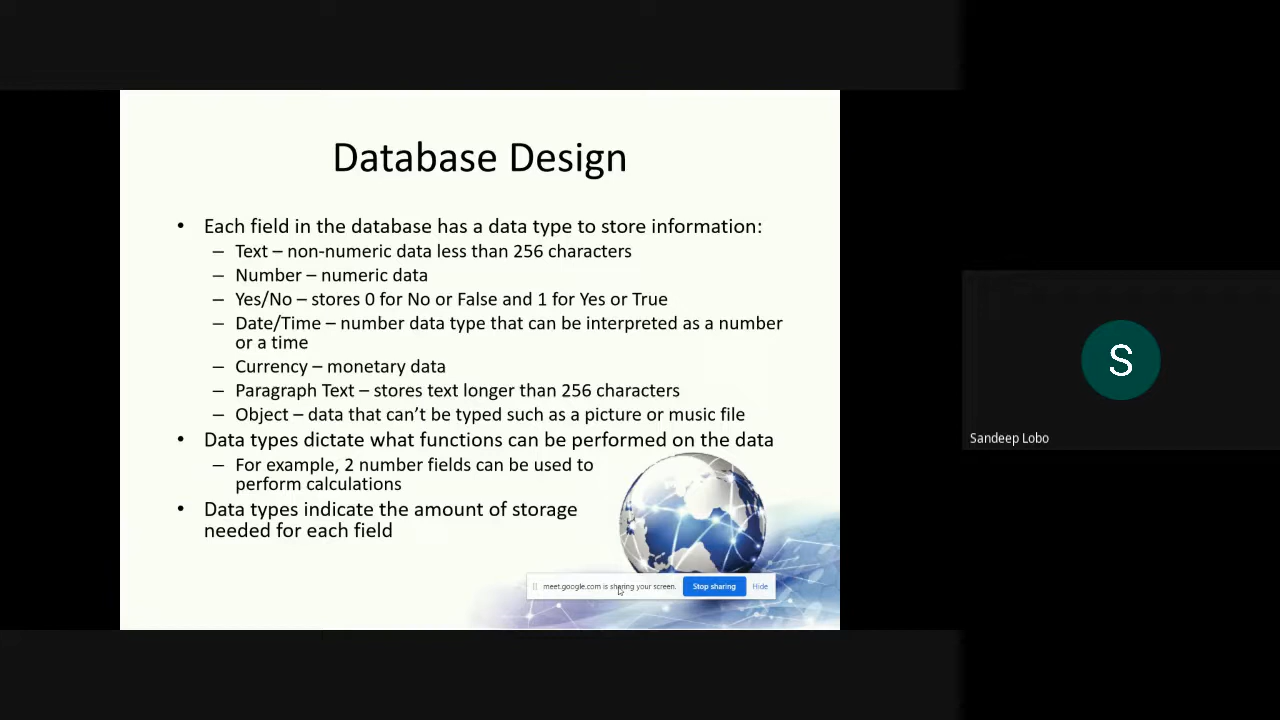 Database Design
• Each field in the database has a data type to store information:
– Text – non-numeric data less than 256 characters
– Number – numeric data
– Yes/No – stores 0 for No or False and 1 for Yes or True
– Date/Time – number data type that can be interpreted as a number
or a time
– Currency – monetary data
– Paragraph Text – stores text longer than 256 characters
– Object – data that can’t be typed such as a picture or music file
• Data types dictate what functions can be performed on the data
– For example, 2 number fields can be used to
perform calculations
• Data types indicate the amount of storage
needed for each field
meet.google.com is sharing your screen. Stop sharing Hide
S
Sandeep Lobo